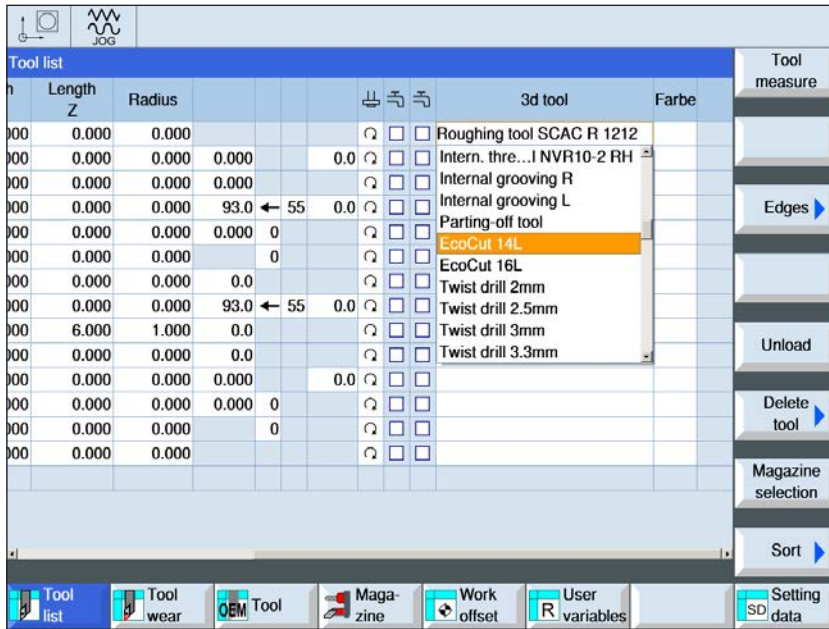 JOG
Tool list
h Length Z Radius 3d tool Farbe
000 0.000 0.000 Roughing tool SCAC R 1212
000 0.000 0.000 0.000 0.0
000 0.000 0.000 0.000
000 0.000 0.000 93.0 ← 55 0.0
000 0.000 0.000 0.000 0
000 0.000 0.000 0
000 0.000 0.000 0.0
000 0.000 0.000 93.0 ← 55 0.0
000 6.000 1.000 0.0
000 0.000 0.000 0.0
000 0.000 0.000 0.000 0.0
000 0.000 0.000 0.000 0
000 0.000 0.000 0
000 0.000 0.000
Intern. thre...l NVR10-2 RH
Internal grooving R
Internal grooving L
Parting-off tool
EcoCut 14L
EcoCut 16L
Twist drill 2mm
Twist drill 2.5mm
Twist drill 3mm
Twist drill 3.3mm
Tool measure
Edges
Unload
Delete tool
Magazine selection
Sort
Tool list
Tool wear
OEM Tool
Maga-
zine
Work offset
R User variables
SD Setting data